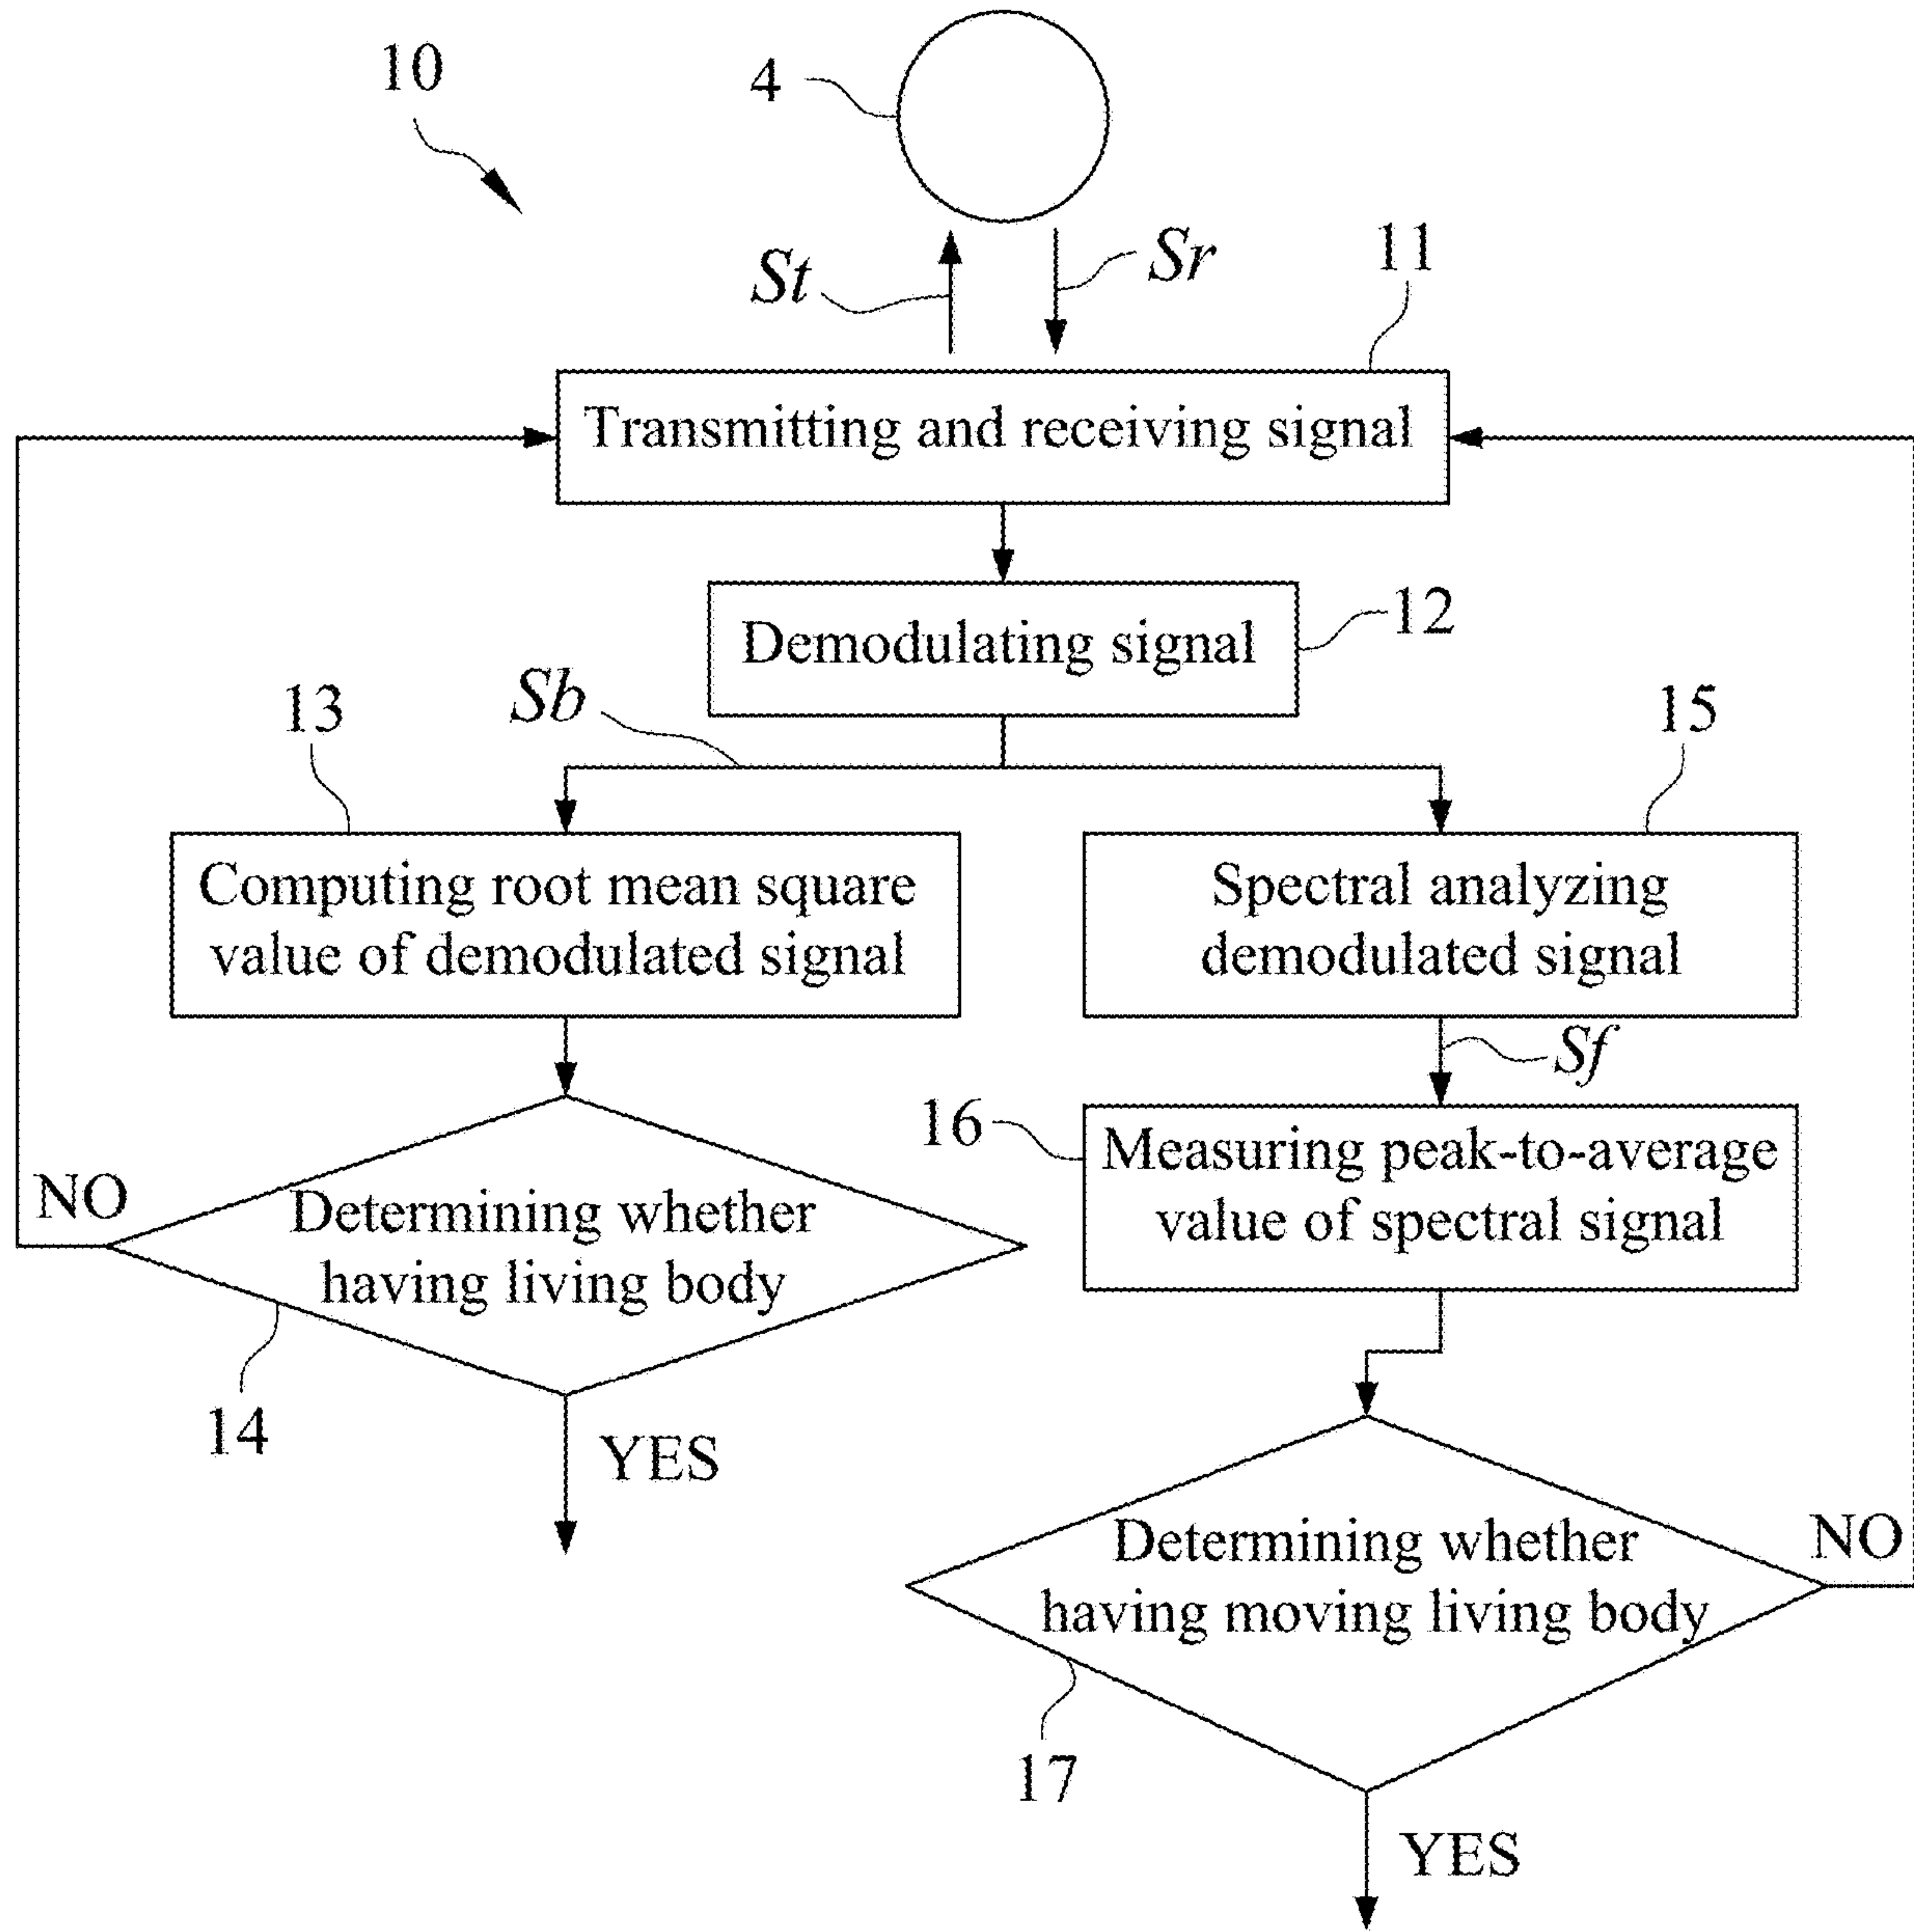 10
4
St
Sr
11
Transmitting and receiving signal
Demodulating signal
12
Sb
13
15
Computing root mean square
value of demodulated signal
Spectral analyzing
demodulated signal
Sf
16
Measuring peak-to-average
value of spectral signal
NO
Determining whether
having living body
14
YES
Determining whether
having moving living body
NO
17
YES